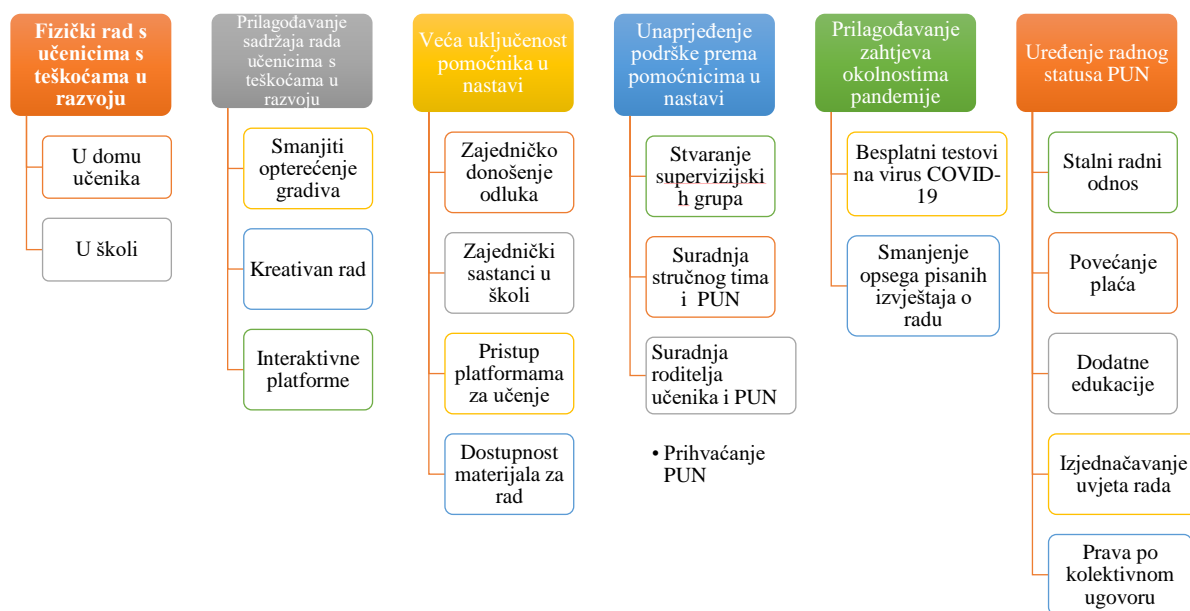 Fizički rad s
učenicima s
teškoćama u
razvoju
U domu
učenika
U školi
Prilagođavanje
sadržaja rada
učenicima s
teškoćama u
razvoju
Smanjiti
opterećenje
gradiva
Kreativan rad
Interaktivne
platforme
Veća uključenost
pomoćnika u
nastavi
Zajedničko
donošenje
odluka
Zajednički
sastanci u
školi
Pristup
platformama
za učenje
Dostupnost
materijala za
rad
Unaprjeđenje
podrške prema
pomoćnicima u
nastavi
Stvaranje
supervizijski
h grupa
Suradnja
stručnog tima
i PUN
Suradnja
roditelja
učenika i PUN
• Prihvaćanje
PUN
Prilagođavanje
zahtjeva
okolnostima
pandemije
Besplatni testovi
na virus COVID-
19
Smanjenje
opsega pisanih
izvještaja o
radu
Uređenje radnog
statusa PUN
Stalni radni
odnos
Povećanje
plaća
Dodatne
edukacije
Izjednačavanje
uvjeta rada
Prava po
kolektivnom
ugovoru